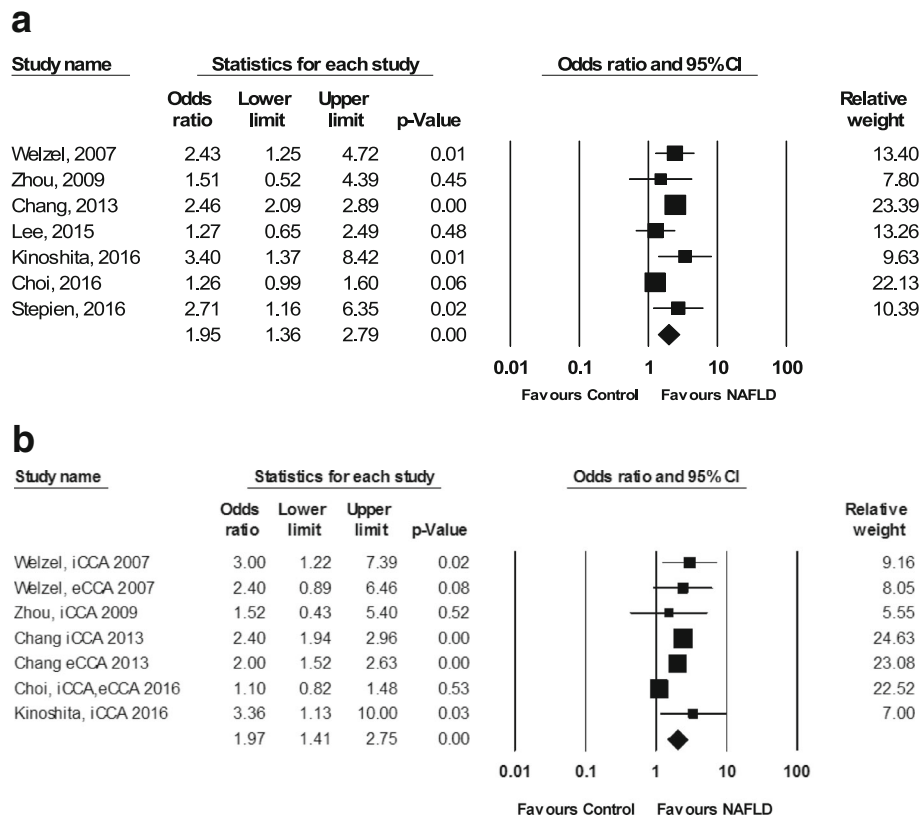 a
Study name Statistics for each study Odds ratio and 95%CI
Odds ratio Lower limit Upper limit p-Value Relative weight
Welzel, 2007 2.43 1.25 4.72 0.01 13.40
Zhou, 2009 1.51 0.52 4.39 0.45 7.80
Chang, 2013 2.46 2.09 2.89 0.00 23.39
Lee, 2015 1.27 0.65 2.49 0.48 13.26
Kinoshita, 2016 3.40 1.37 8.42 0.01 9.63
Choi, 2016 1.26 0.99 1.60 0.06 22.13
Stepien, 2016 2.71 1.16 6.35 0.02 10.39
1.95 1.36 2.79 0.00
0.01 0.1 1 10 100
Favours Control Favours NAFLD
b
Study name Statistics for each study Odds ratio and 95% CI
Odds ratio Lower limit Upper limit p-Value Relative weight
Welzel, iCCA 2007 3.00 1.22 7.39 0.02 9.16
Welzel, eCCA 2007 2.40 0.89 6.46 0.08 8.05
Zhou, iCCA 2009 1.52 0.43 5.40 0.52 5.55
Chang iCCA 2013 2.40 1.94 2.96 0.00 24.63
Chang eCCA 2013 2.00 1.52 2.63 0.00 23.08
Choi, iCCA,eCCA 2016 1.10 0.82 1.48 0.53 22.52
Kinoshita, iCCA 2016 3.36 1.13 10.00 0.03 7.00
1.97 1.41 2.75 0.00
0.01 0.1 1 10 100
Favours Control Favours NAFLD